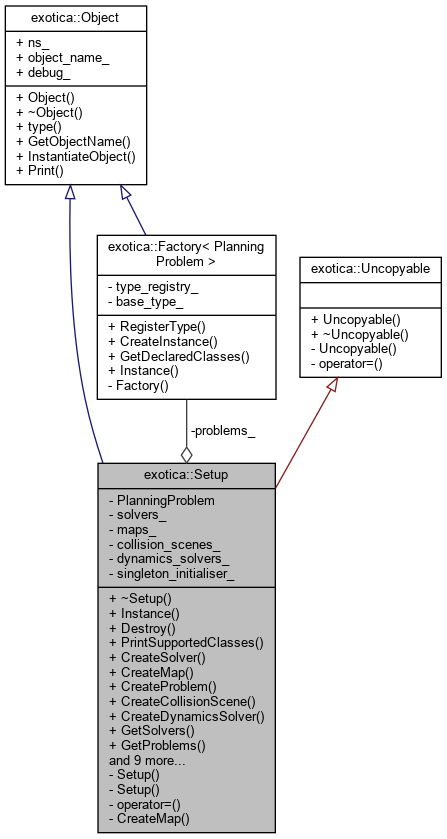 exotica::Object
+ ns_
+ object_name_
+ debug_
+ Object()
+ ~Object()
+ type()
+ GetObjectName()
+ InstantiateObject()
+ Print()
exotica::Factory< Planning
Problem >
- type_registry_
- base_type_
+ RegisterType()
+ CreateInstance()
+ GetDeclaredClasses()
+ Instance()
- Factory()
exotica::Uncopyable
+ Uncopyable()
+ ~Uncopyable()
- Uncopyable()
- operator=()
-problems_
exotica::Setup
- PlanningProblem
- solvers_
- maps_
- collision_scenes_
- dynamics_solvers_
- singleton_initialiser_
+ ~Setup()
+ Instance()
+ Destroy()
+ PrintSupportedClasses()
+ CreateSolver()
+ CreateMap()
+ CreateProblem()
+ CreateCollisionScene()
+ CreateDynamicsSolver()
+ GetSolvers()
+ GetProblems()
and 9 more...
- Setup()
- Setup()
- operator=()
- CreateMap()